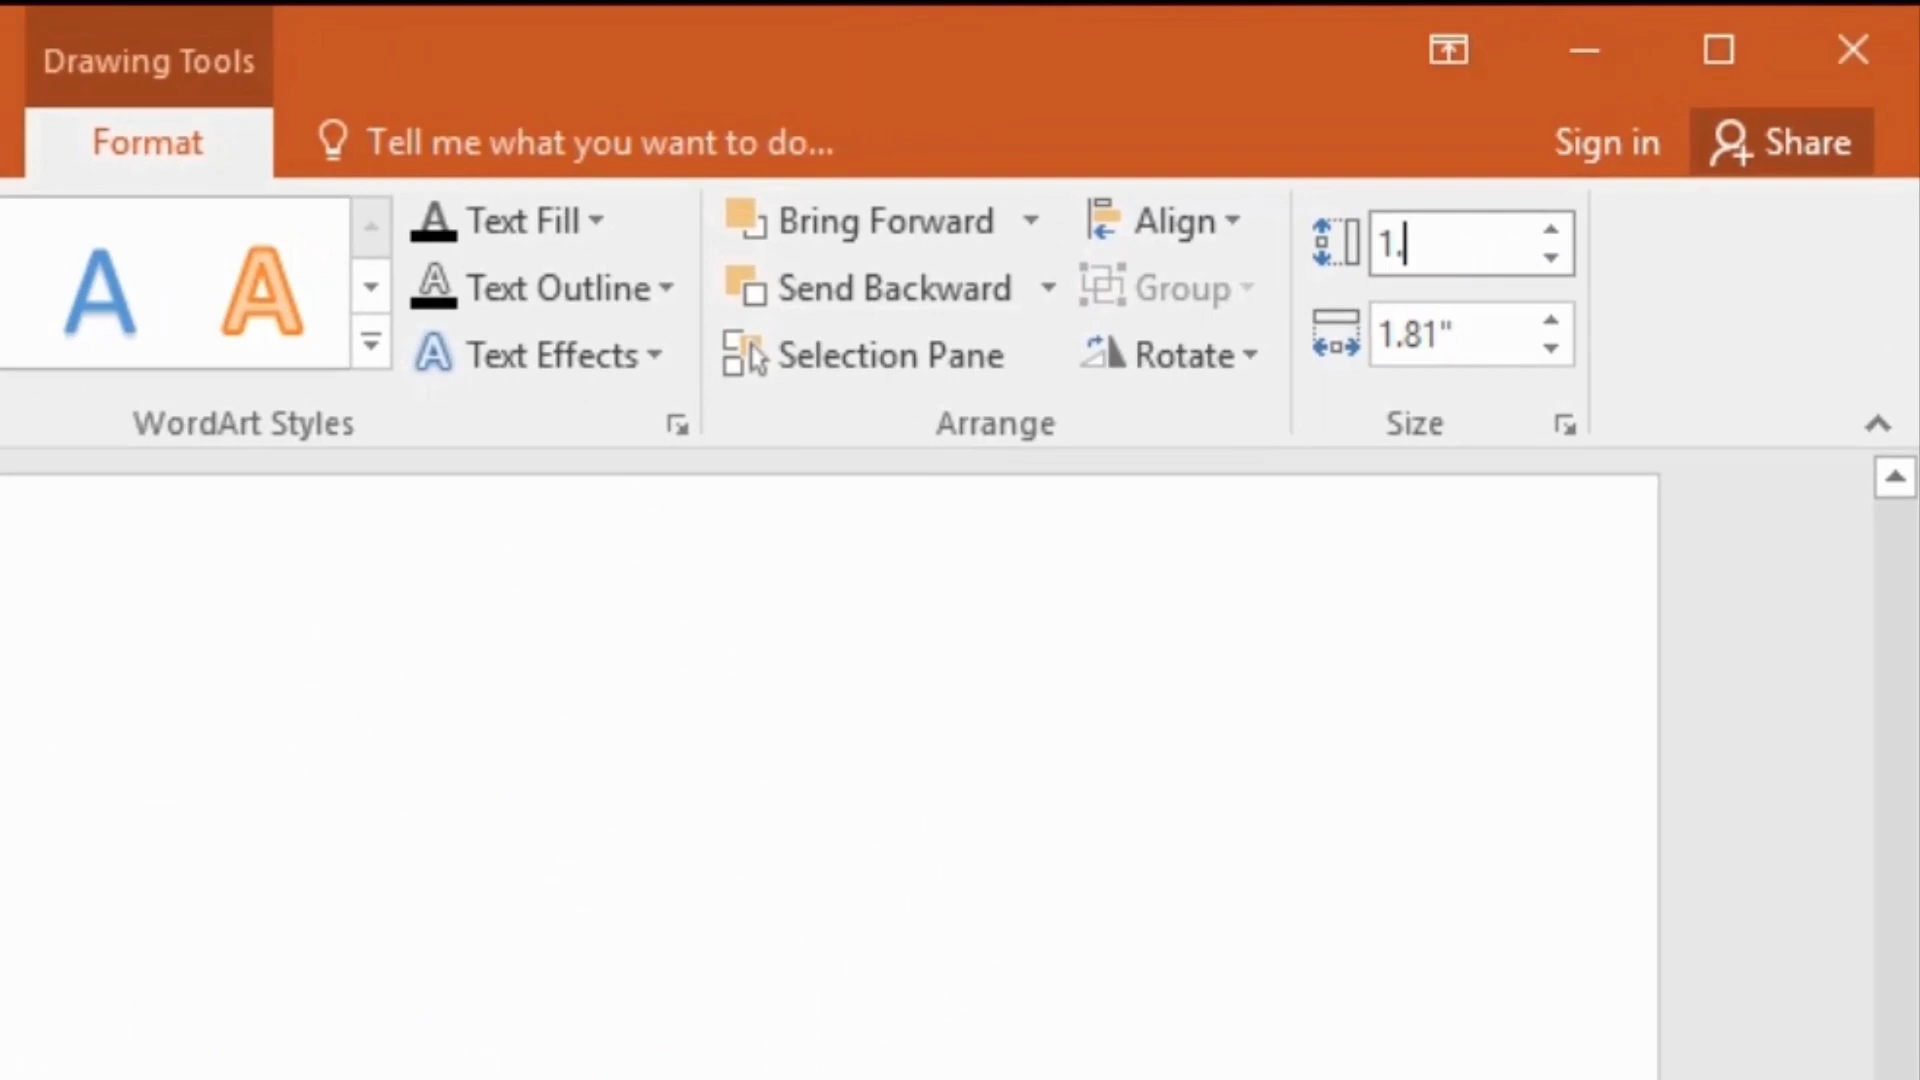 Drawing Tools
Format
Tell me what you want to do...
Sign in
Share
A A
Text Fill
Text Outline
Text Effects
WordArt Styles
Bring Forward
Send Backward
Selection Pane
Align
Group
Rotate
Arrange
1.
1.81"
Size